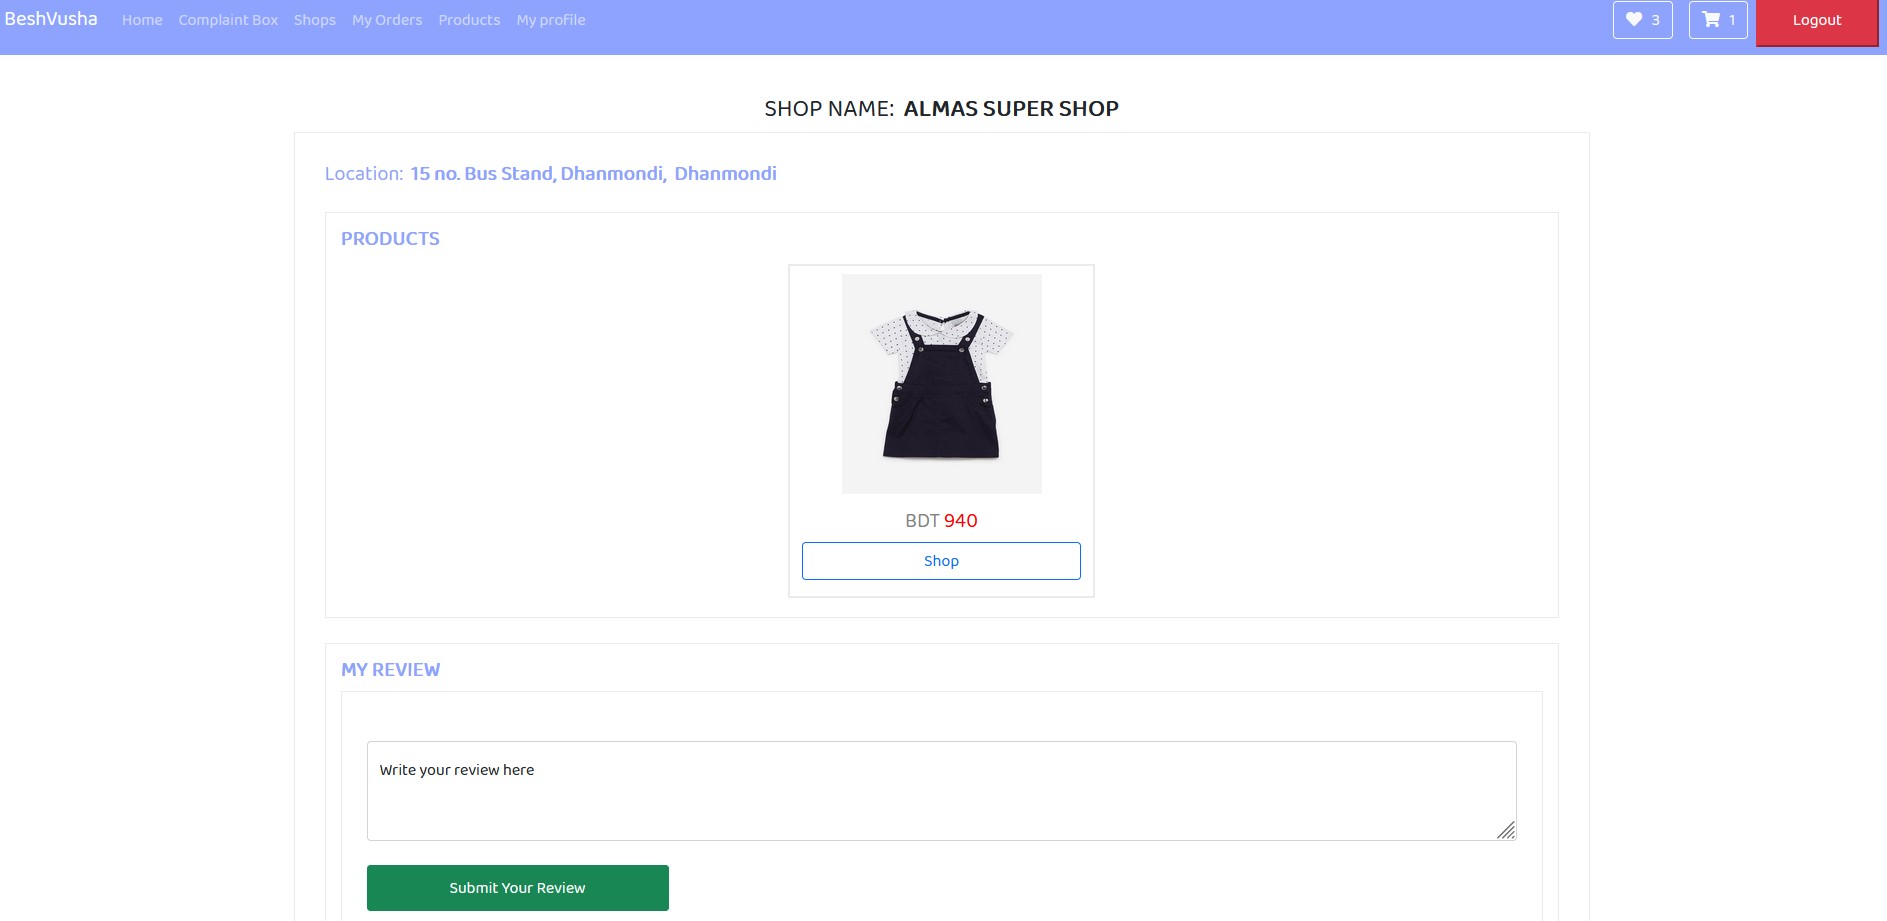 BeshVusha Home Complaint Box Shops My Orders Products My profile 3 1 Logout
SHOP NAME: ALMAS SUPER SHOP
Location: 15 no. Bus Stand, Dhanmondi, Dhanmondi
PRODUCTS
BDT 940
Shop
MY REVIEW
Write your review here
Submit Your Review